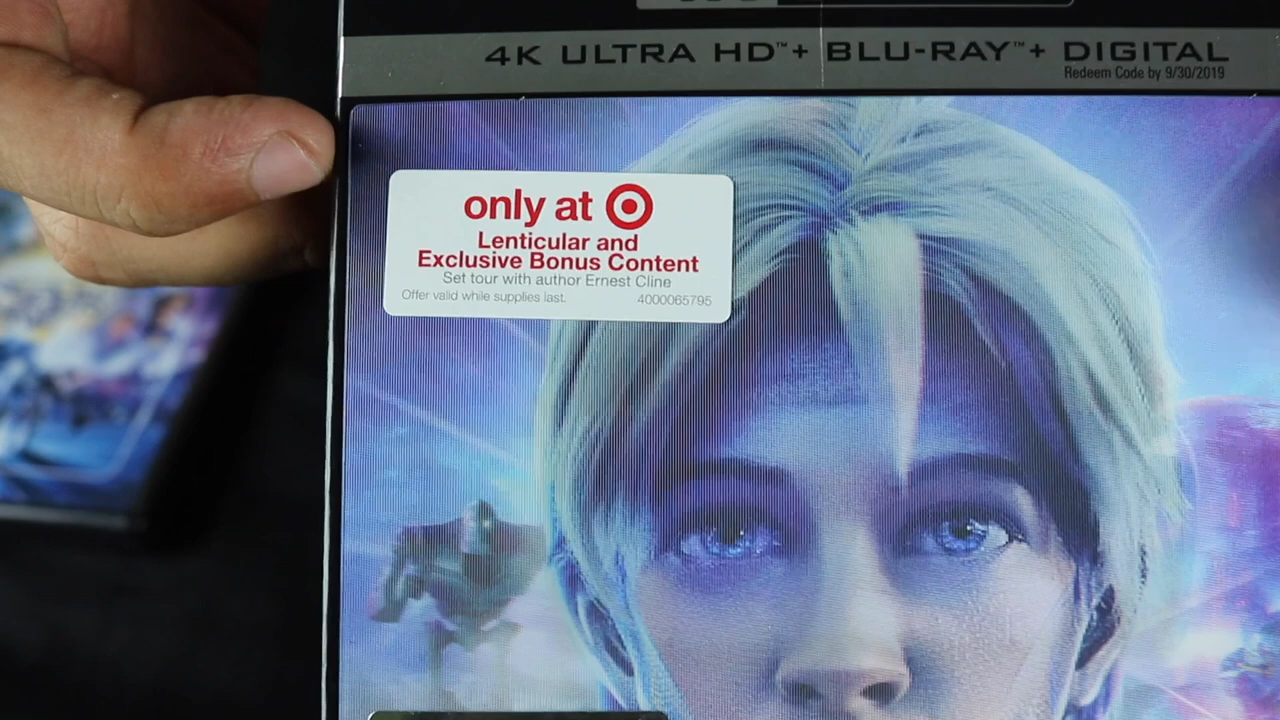 4K ULTRA HD™+ BLU-RAY™+ DIGITAL
Redeem Code by 9/30/2019
only at
Lenticular and
Exclusive Bonus Content
Set tour with author Ernest Cline
Offer valid while supplies last. 4000065795